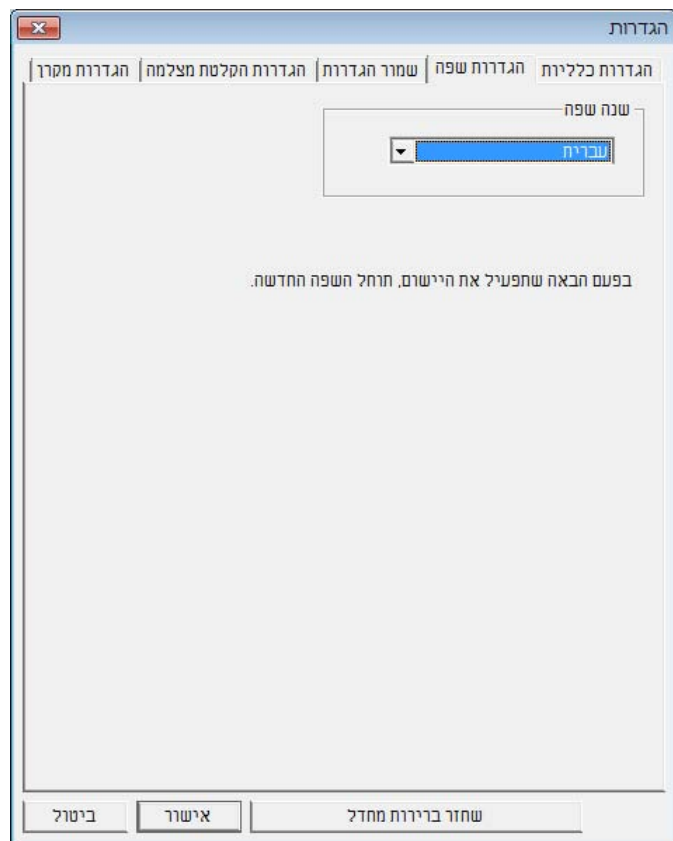 הגדרות
הגדרות כלליות הגדרות שפה שמור הגדרות הגדרות הקלטת מצלמה הגדרות מקרן
שנה שפה
עברית
בפעם הבאה שתפעיל את היישום, תוחל השפה החדשה.
שחזר ברירות מחדל אישור ביטול